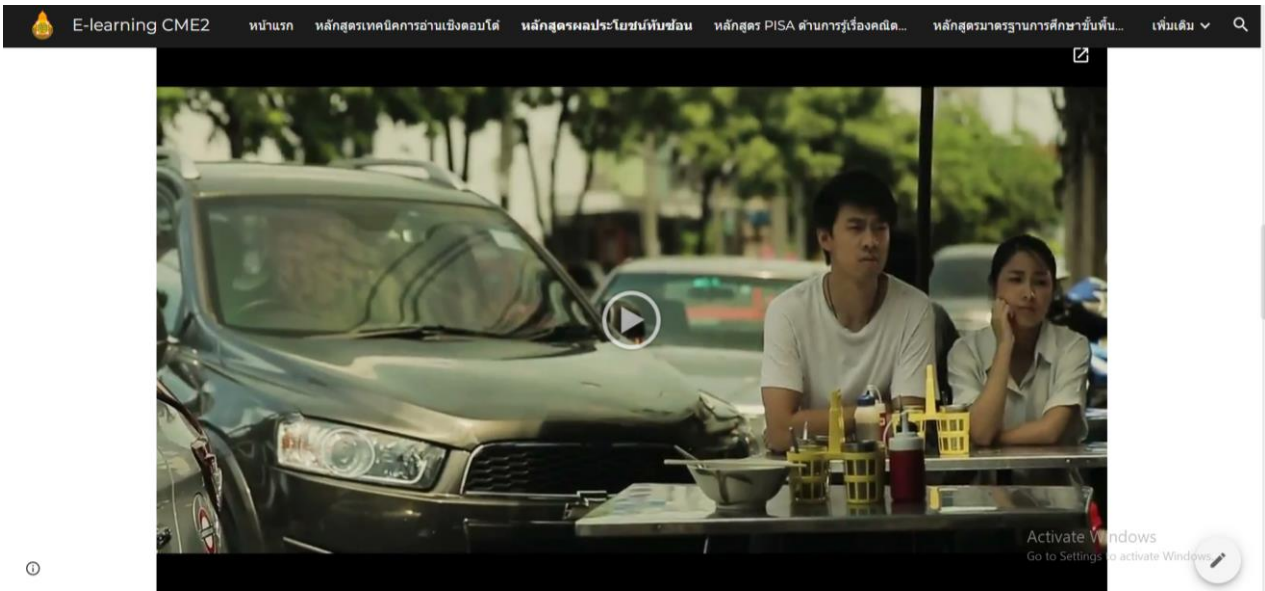 E-learning CME2
หน้าแรก
หลักสูตรเทคนิคการอ่านเชิงตอบโต้
หลักสูตรผลประโยชน์ทับซ้อน
หลักสูตร PISA ด้านการรู้เรื่องคณิต...
หลักสูตรมาตรฐานการศึกษาขั้นพื้น...
เพิ่มเติม
Activate Windows
Go to Settings to activate Windows.